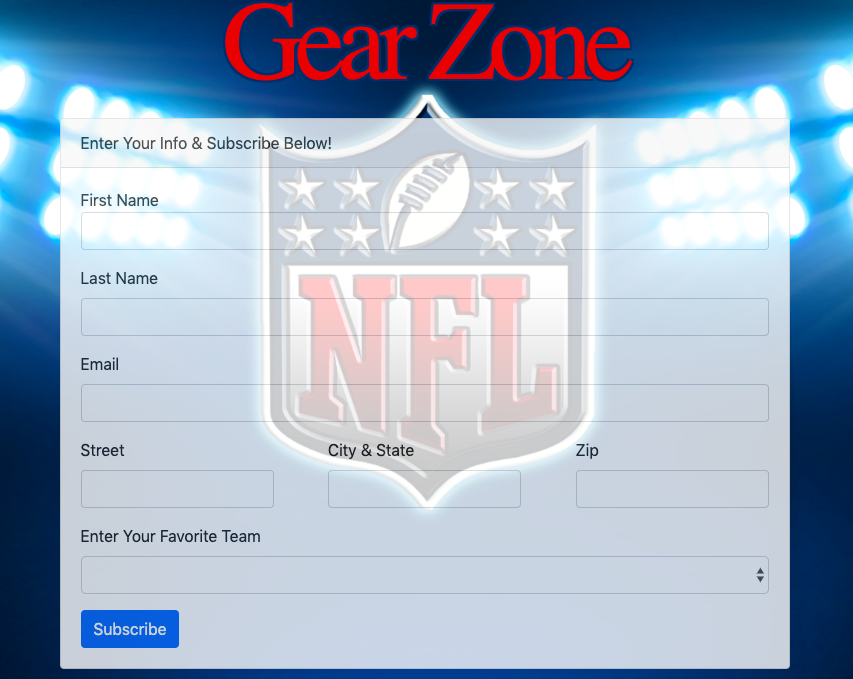 Gear Zone
Enter Your Info & Subscribe Below!
NFL
First Name
Last Name
Email
Street City & State Zip
Enter Your Favorite Team
Subscribe